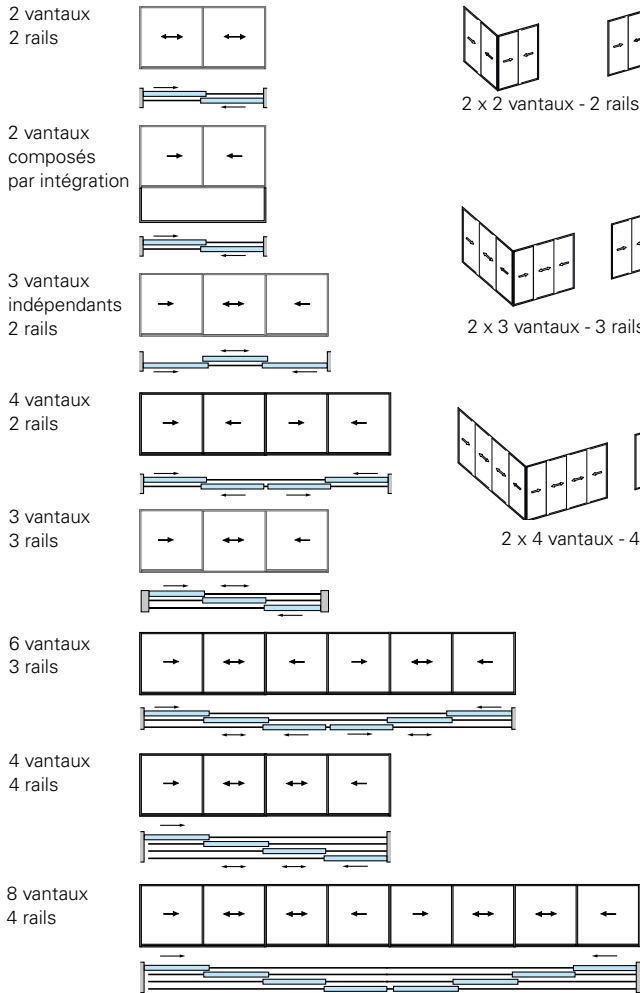 2 vantaux
2 rails
2 vantaux
composés
par intégration
3 vantaux
indépendants
2 rails
4 vantaux
2 rails
3 vantaux
3 rails
6 vantaux
3 rails
4 vantaux
4 rails
8 vantaux
4 rails
2 x 2 vantaux - 2 rails
2 x 3 vantaux - 3 rails
2 x 4 vantaux - 4